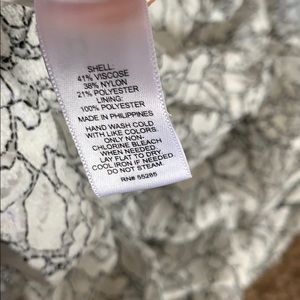 SHELL:
41% VISCOSE
38% NYLON
21% POLYESTER
LINING:
100% POLYESTER
MADE IN PHILIPPINES
HAND WASH COLD
WITH LIKE COLORS.
ONLY NON-
CHLORINE BLEACH
WHEN NEEDED.
LAY FLAT TO DRY.
COOL IRON IF NEEDED.
DO NOT STEAM.
RN# 55285